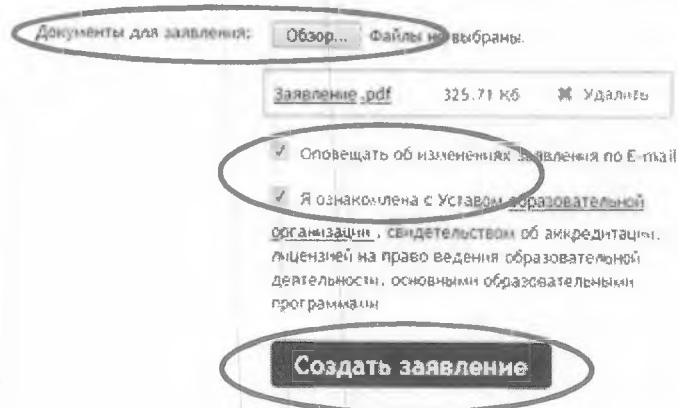 Документы для заявления: Обзор... Файлы не выбраны.
Заявление.pdf 325.71 Кб ✖ Удалить
✓ Оповещать об изменениях заявления по E-mail
✓ Я ознакомлена с Уставом образовательной
организации, свидетельством об аккредитации,
лицензией на право ведения образовательной
деятельности, основными образовательными
программами
Создать заявление